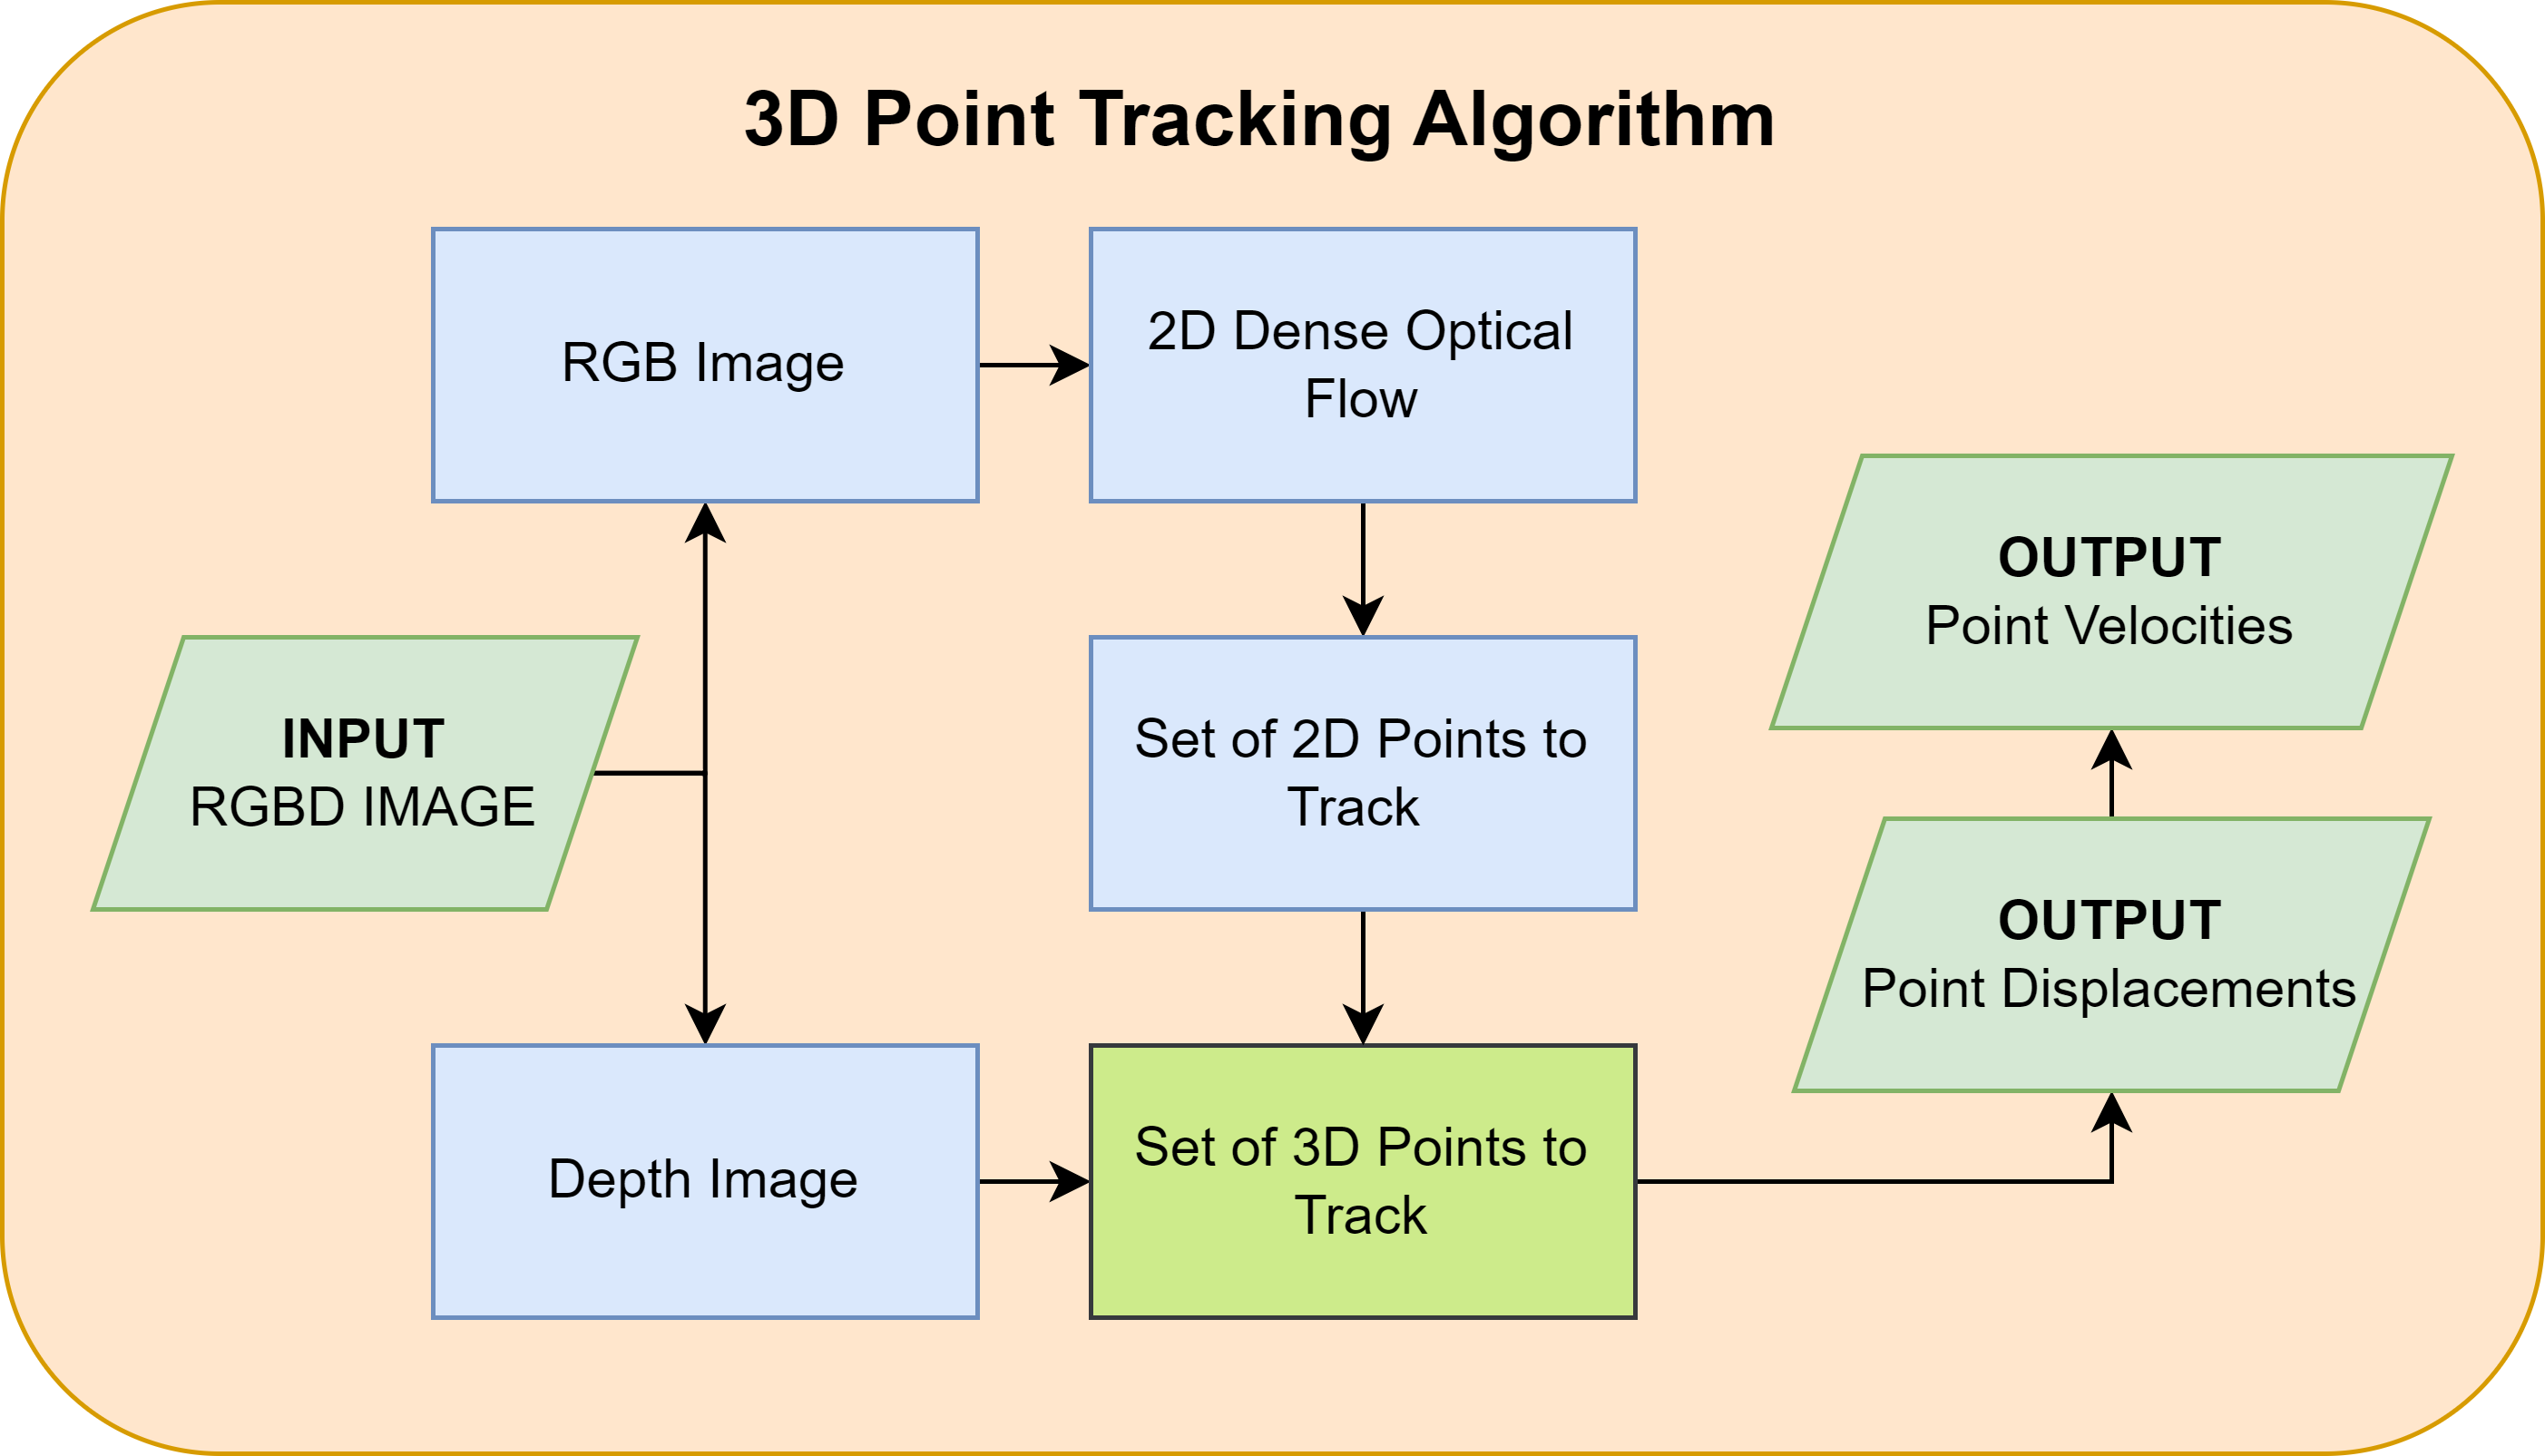 3D Point Tracking Algorithm
RGB Image
2D Dense Optical
Flow
INPUT
RGBD IMAGE
Set of 2D Points to
Track
Depth Image
Set of 3D Points to
Track
OUTPUT
Point Displacements
OUTPUT
Point Velocities